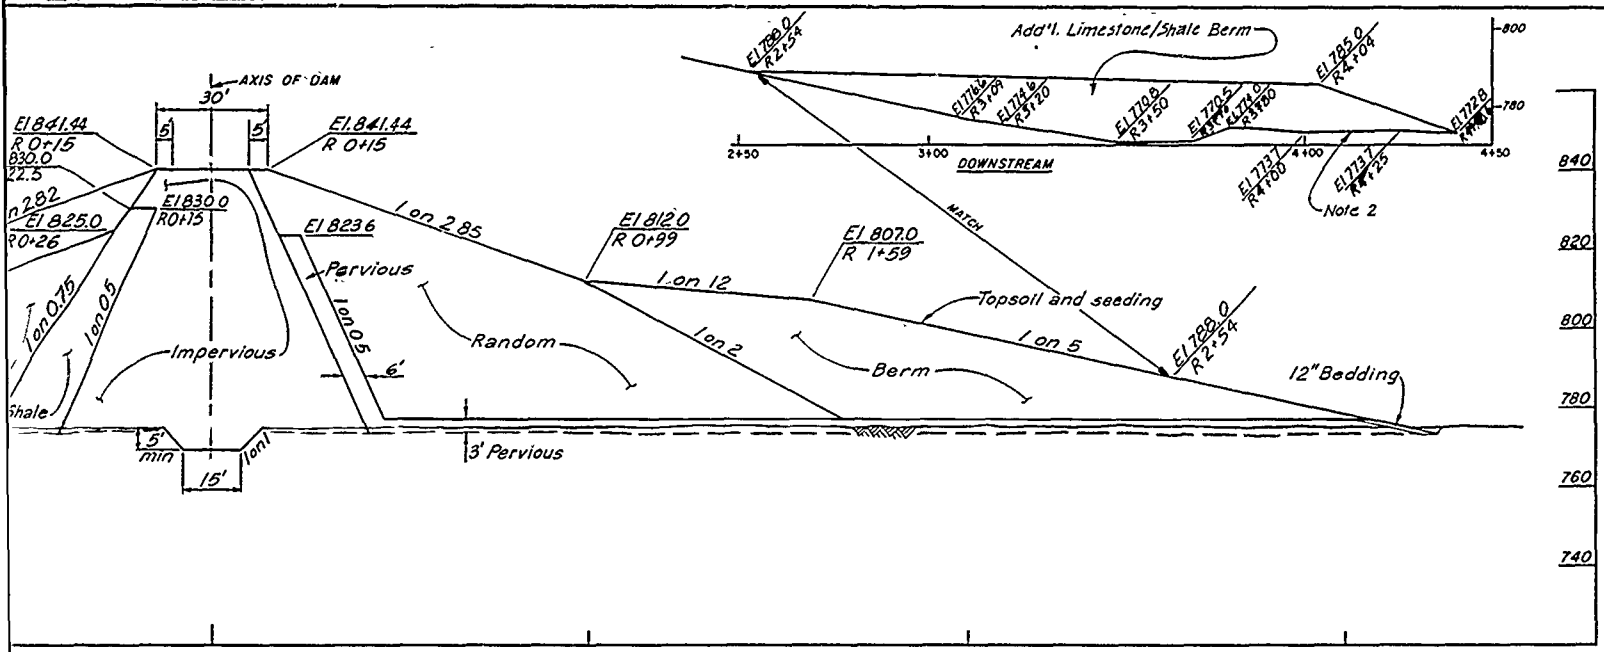 AXIS OF DAM
30'
5'
5'
El 841.44
R 0+15
El. 841.44
R 0+15
830.0
22.5
n 2.82
El 830.0
R0+15
El 825.0
R0+26
El 823.6
1 on 0.75
1 on 0.5
Pervious
1 on 0.5
6'
Impervious
Shale
5'
min
15'
1 on 1
3' Pervious
1 on 2.85
Random
El 812.0
R 0+99
1 on 12
El 807.0
R 1+59
1 on 2
Topsoil and seeding
1 on 5
Berm
El 788.0
R 2+54
12" Bedding
MATCH
El 788.0
R 2+54
Add'l. Limestone/Shale Berm
El 776.6
R 3+09
El 774.6
R 3+20
El 770.8
R 3+50
El 770.5
El 774.0
R 3+80
El 785.0
R 4+04
El 772.8
El 773.7
R 4+00
El 773.7
R 4+25
Note 2
2+50
3+00
4+00
4+50
DOWNSTREAM
800
780
840
820
800
780
760
740